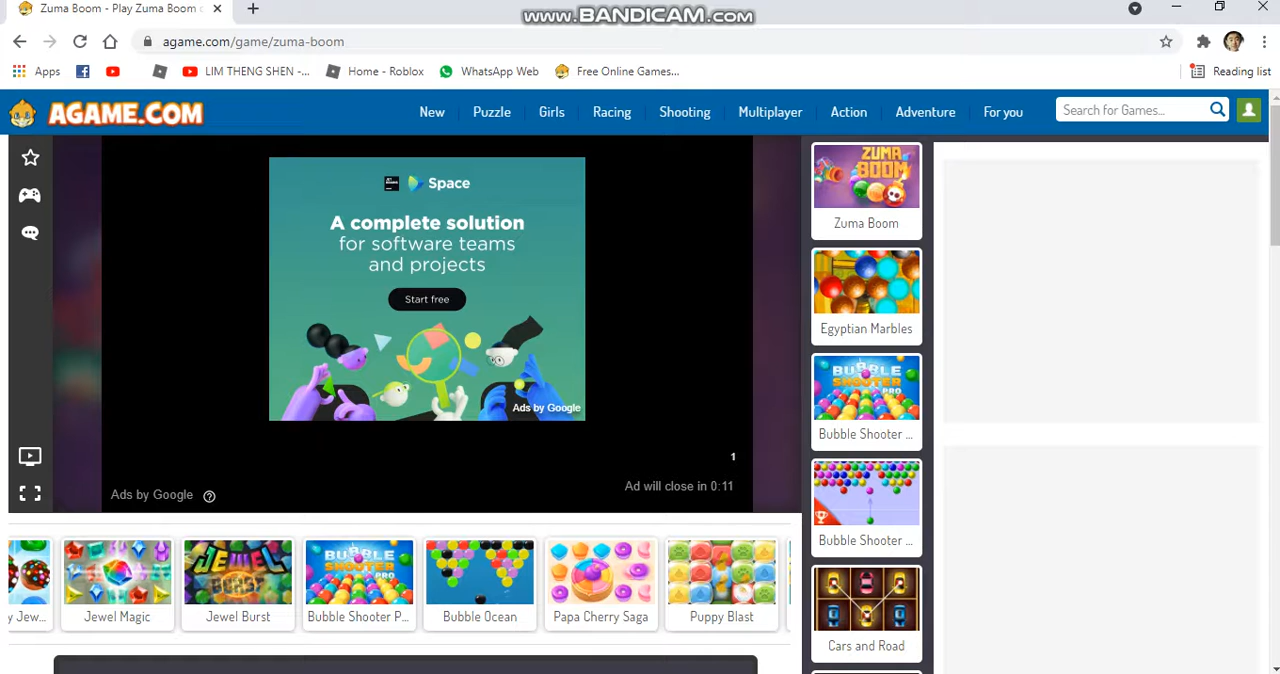 Zuma Boom - Play Zuma Boom
www.BANDICAM.com
agame.com/game/zuma-boom
Apps
LIM THENG SHEN -...
Home - Roblox
WhatsApp Web
Free Online Games...
Reading list
AGAME.COM
New
Puzzle
Girls
Racing
Shooting
Multiplayer
Action
Adventure
For you
Search for Games...
Space
A complete solution
for software teams
and projects
Start free
Ads by Google
1
Ads by Google
Ad will close in 0:11
ZUMA
BOOM
Zuma Boom
Egyptian Marbles
BUBBLE
SHOOTER
PRO
Bubble Shooter ...
Bubble Shooter ...
Cars and Road
y Jew...
Jewel Magic
JEWEL
BURST
Jewel Burst
BUBBLE
SHOOTER
PRO
Bubble Shooter P...
Bubble Ocean
Papa Cherry Saga
Puppy Blast